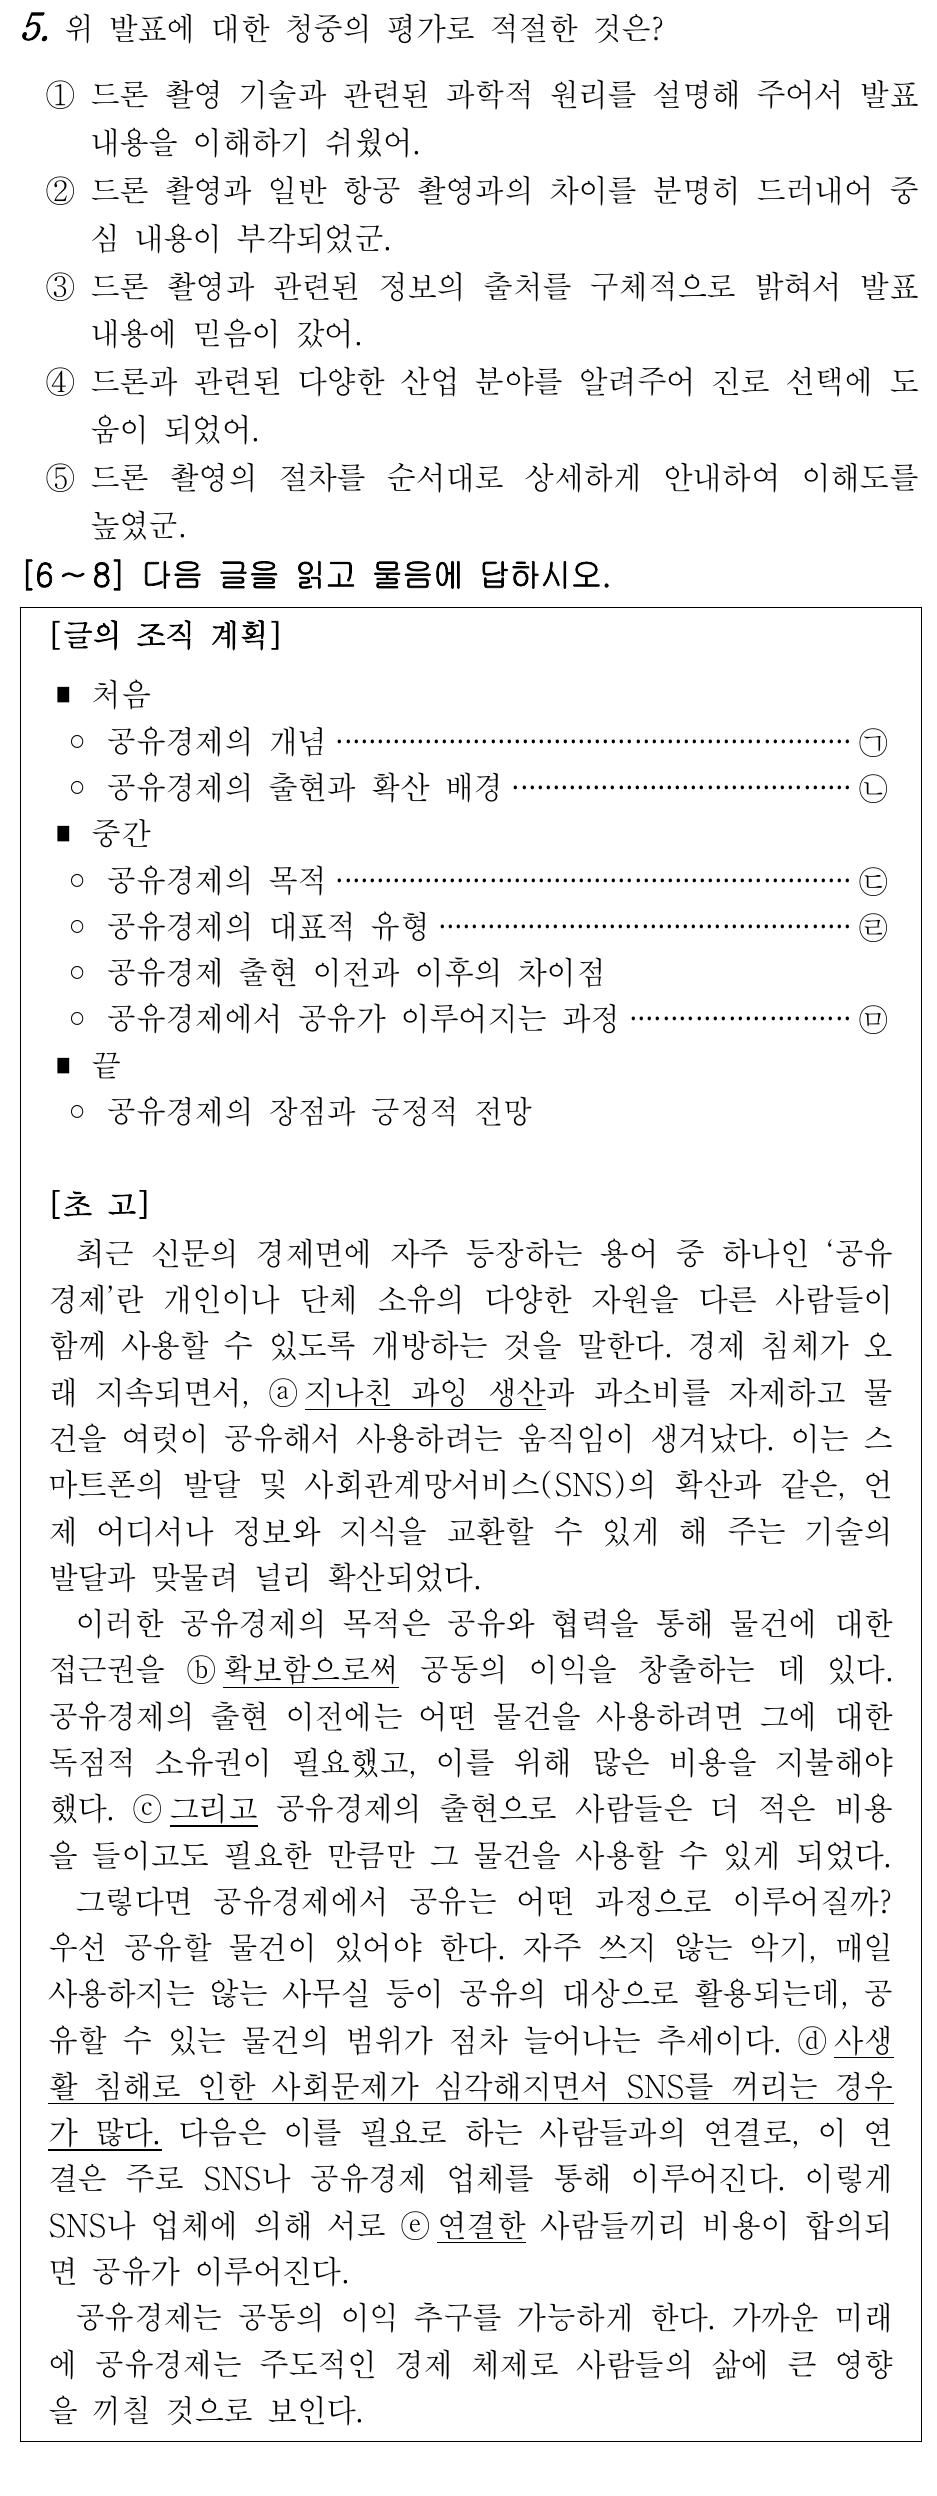 5. 위 발표에 대한 청중의 평가로 적절한 것은?
① 드론 촬영 기술과 관련된 과학적 원리를 설명해 주어서 발표
내용을 이해하기 쉬웠어.
② 드론 촬영과 일반 항공 촬영과의 차이를 분명히 드러내어 중
심 내용이 부각되었군.
③ 드론 촬영과 관련된 정보의 출처를 구체적으로 밝혀서 발표
내용에 믿음이 갔어.
④ 드론과 관련된 다양한 산업 분야를 알려주어 진로 선택에 도
움이 되었어.
⑤ 드론 촬영의 절차를 순서대로 상세하게 안내하여 이해도를
높였군.
[6~8] 다음 글을 읽고 물음에 답하시오.
[글의 조직 계획]
■ 처음
○ 공유경제의 개념 ······························ ㉠
○ 공유경제의 출현과 확산 배경 ···················· ㉡
■ 중간
○ 공유경제의 목적 ······························ ㉢
○ 공유경제의 대표적 유형 ························ ㉣
○ 공유경제 출현 이전과 이후의 차이점
○ 공유경제에서 공유가 이루어지는 과정 ·············· ㉤
■ 끝
○ 공유경제의 장점과 긍정적 전망
[초 고]
최근 신문의 경제면에 자주 등장하는 용어 중 하나인 ‘공유
경제’란 개인이나 단체 소유의 다양한 자원을 다른 사람들이
함께 사용할 수 있도록 개방하는 것을 말한다. 경제 침체가 오
래 지속되면서, ⓐ지나친 과잉 생산과 과소비를 자제하고 물
건을 여럿이 공유해서 사용하려는 움직임이 생겨났다. 이는 스
마트폰의 발달 및 사회관계망서비스(SNS)의 확산과 같은, 언
제 어디서나 정보와 지식을 교환할 수 있게 해 주는 기술의
발달과 맞물려 널리 확산되었다.
이러한 공유경제의 목적은 공유와 협력을 통해 물건에 대한
접근권을 ⓑ확보함으로써 공동의 이익을 창출하는 데 있다.
공유경제의 출현 이전에는 어떤 물건을 사용하려면 그에 대한
독점적 소유권이 필요했고, 이를 위해 많은 비용을 지불해야
했다. ⓒ그리고 공유경제의 출현으로 사람들은 더 적은 비용
을 들이고도 필요한 만큼만 그 물건을 사용할 수 있게 되었다.
그렇다면 공유경제에서 공유는 어떤 과정으로 이루어질까?
우선 공유할 물건이 있어야 한다. 자주 쓰지 않는 악기, 매일
사용하지는 않는 사무실 등이 공유의 대상으로 활용되는데, 공
유할 수 있는 물건의 범위가 점차 늘어나는 추세이다. ⓓ사생
활 침해로 인한 사회문제가 심각해지면서 SNS를 꺼리는 경우
가 많다. 다음은 이를 필요로 하는 사람들과의 연결로, 이 연
결은 주로 SNS나 공유경제 업체를 통해 이루어진다. 이렇게
SNS나 업체에 의해 서로 ⓔ연결한 사람들끼리 비용이 합의되
면 공유가 이루어진다.
공유경제는 공동의 이익 추구를 가능하게 한다. 가까운 미래
에 공유경제는 주도적인 경제 체제로 사람들의 삶에 큰 영향
을 끼칠 것으로 보인다.